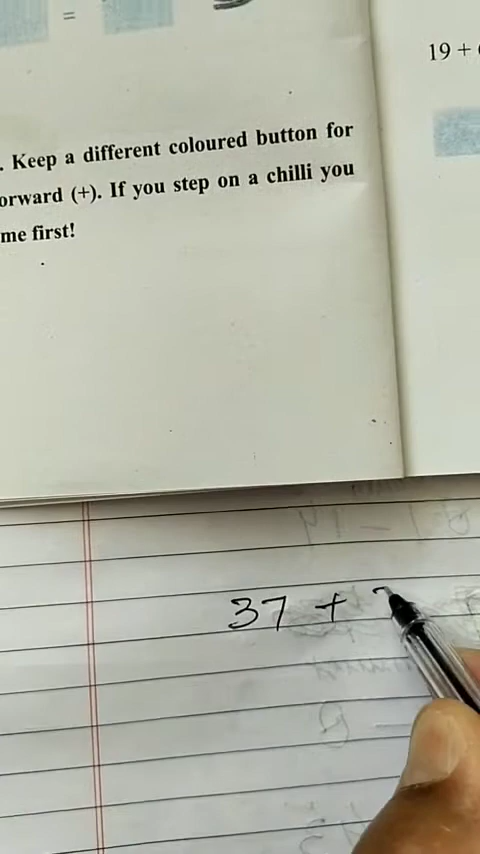 =
19 +
. Keep a different coloured button for
orward (+). If you step on a chilli you
me first!
37 +